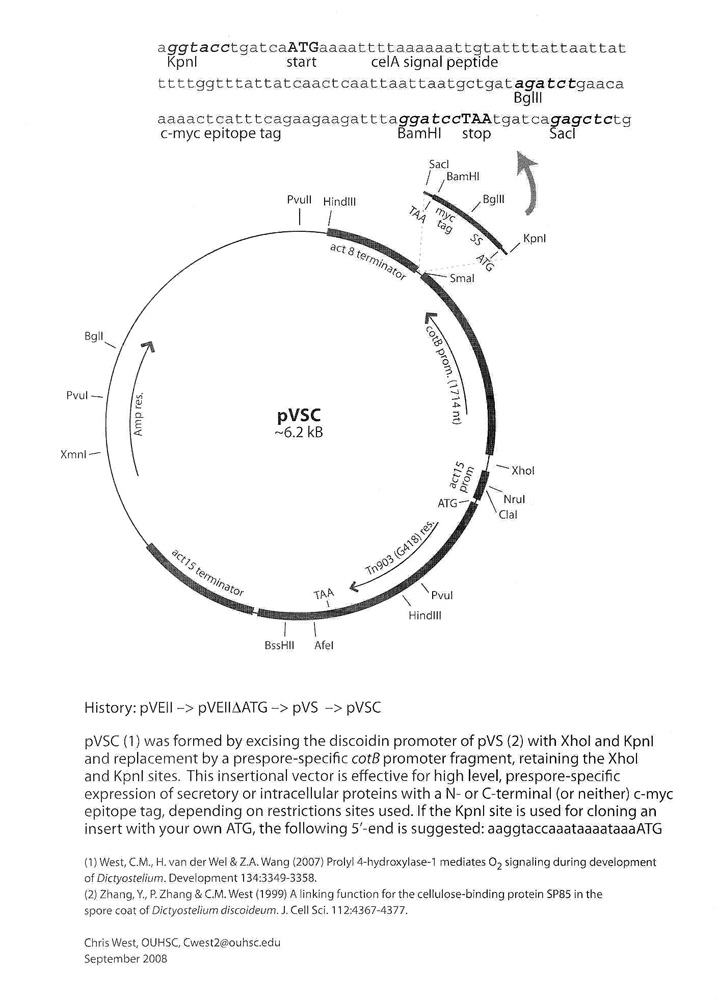 aggtacctgatcaATGaaaattttaaaaaattgtattttattaattat
KpnI start celA signal peptide
ttttggtttattatcaactcaattaattaatgctgatagatctgaaca
BglII
aaaactcatttcagaagaagatttaggatccTAAtgatcagagctctg
c-myc epitope tag BamHI stop SacI
SacI
BamHI
PvuII HindIII
BglII
TAA
myc tag
SS
ATG
KpnI
act 8 terminator
SmaI
BglI
cotB prom. (1714 nt)
Amp res.
PvuI
pVSC
~6.2 kB
XmnI
act15 prom
XhoI
ATG
NruI
ClaI
Tn903 (G418) res.
act15 terminator
TAA
PvuI
HindIII
BssHII AfeI
History: pVEII –> pVEIIΔATG –> pVS –> pVSC
pVSC (1) was formed by excising the discoidin promoter of pVS (2) with XhoI and KpnI
and replacement by a prespore-specific cotB promoter fragment, retaining the XhoI
and KpnI sites. This insertional vector is effective for high level, prespore-specific
expression of secretory or intracellular proteins with a N- or C-terminal (or neither) c-myc
epitope tag, depending on restrictions sites used. If the KpnI site is used for cloning an
insert with your own ATG, the following 5'-end is suggested: aaggtaccaaataaaataaaATG
(1) West, C.M., H. van der Wel & Z.A. Wang (2007) Prolyl 4-hydroxylase-1 mediates O2 signaling during development
of Dictyostelium. Development 134:3349-3358.
(2) Zhang, Y., P. Zhang & C.M. West (1999) A linking function for the cellulose-binding protein SP85 in the
spore coat of Dictyostelium discoideum. J. Cell Sci. 112:4367-4377.
Chris West, OUHSC, Cwest2@ouhsc.edu
September 2008